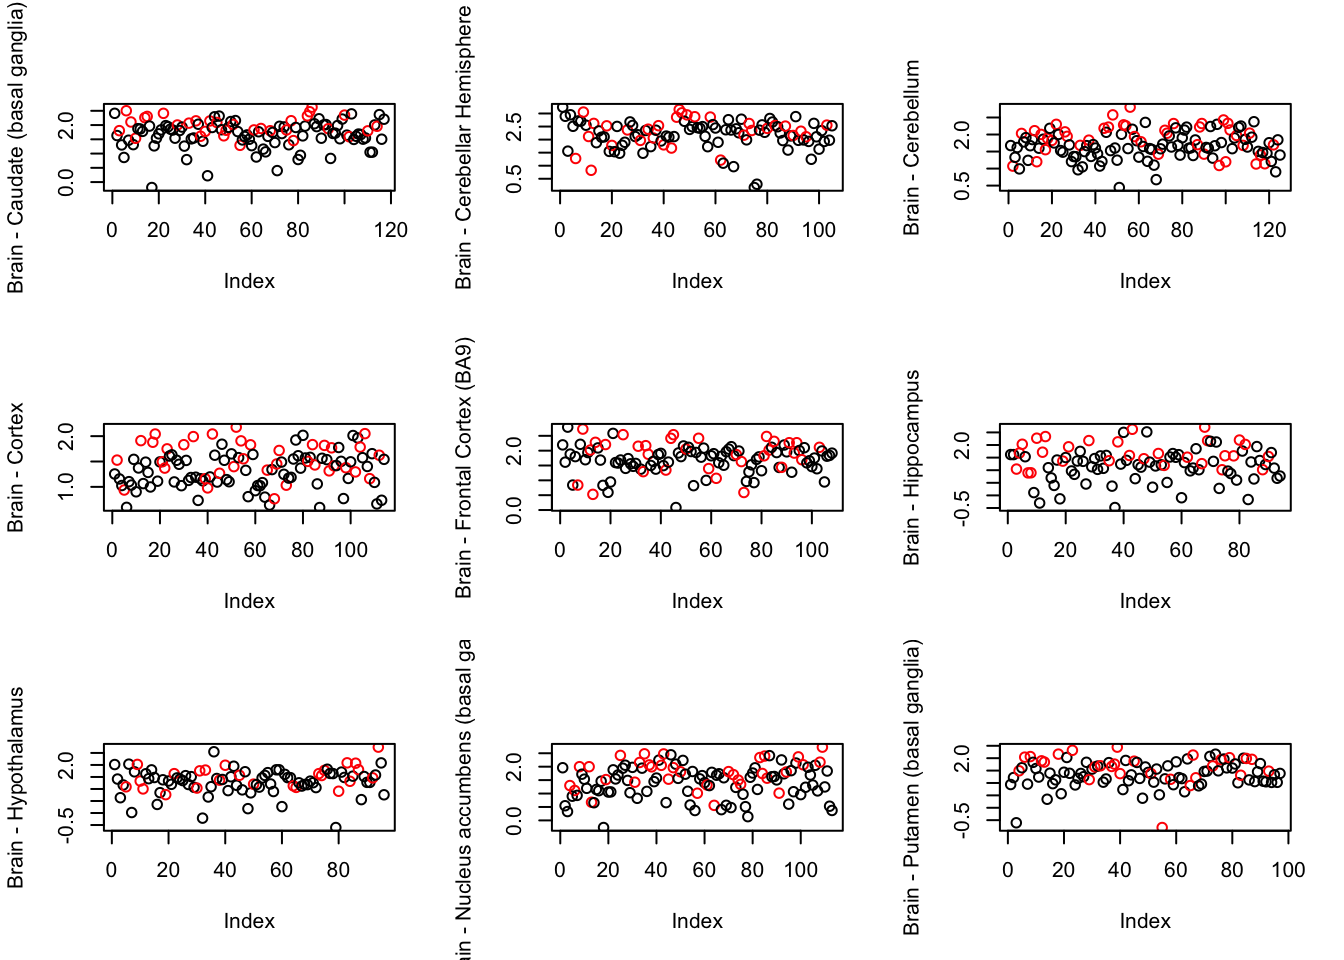 Brain - Caudate (basal ganglia)
0.0 2.0
0 20 40 60 80 120
Index
Brain - Cerebellar Hemisphere
0.5 2.5
0 20 40 60 80 100
Index
Brain - Cerebellum
0.5 2.0
0 20 40 60 80 120
Index
Brain - Cortex
1.0 2.0
0 20 40 60 80 100
Index
Brain - Frontal Cortex (BA9)
0.0 2.0
0 20 40 60 80 100
Index
Brain - Hippocampus
-0.5 2.0
0 20 40 60 80
Index
Brain - Hypothalamus
-0.5 2.0
0 20 40 60 80
Index
ain - Nucleus accumbens (basal ga
0.0 2.0
0 20 40 60 80 100
Index
Brain - Putamen (basal ganglia)
-0.5 2.0
0 20 40 60 80 100
Index